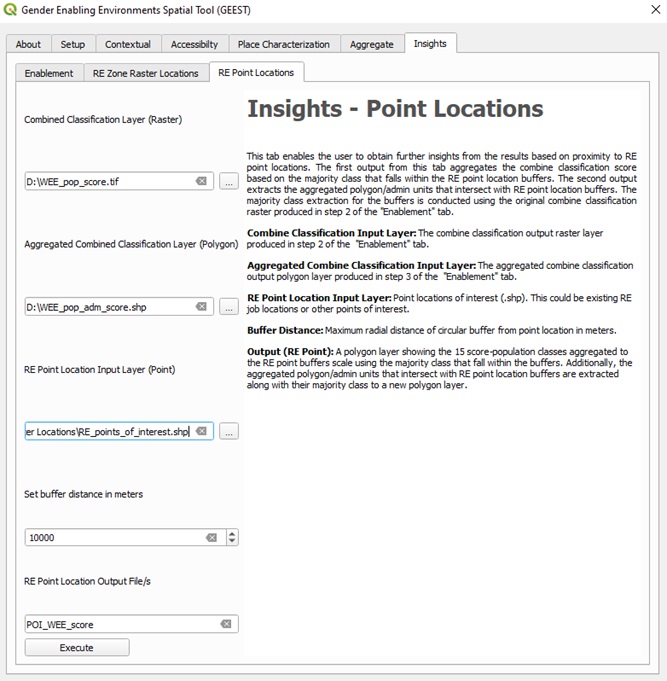 Gender Enabling Environments Spatial Tool (GEEST)
About Setup Contextual Accessibilty Place Characterization Aggregate Insights
Enablement RE Zone Raster Locations RE Point Locations
Combined Classification Layer (Raster)
D:\WEE_pop_score.tif ...
Aggregated Combined Classification Layer (Polygon)
D:\WEE_pop_adm_score.shp ...
RE Point Location Input Layer (Point)
er Locations\RE_points_of_interest.shp ...
Set buffer distance in meters
10000
RE Point Location Output File/s
POI_WEE_score
Execute
Insights - Point Locations
This tab enables the user to obtain further insights from the results based on proximity to RE
point locations. The first output from this tab aggregates the combine classification score
based on the majority class that falls within the RE point location buffers. The second output
extracts the aggregated polygon/admin units that intersect with RE point location buffers. The
majority class extraction for the buffers is conducted using the original combine classification
raster produced in step 2 of the "Enablement" tab.
Combine Classification Input Layer: The combine classification output raster layer
produced in step 2 of the "Enablement" tab.
Aggregated Combine Classification Input Layer: The aggregated combine classification
output polygon layer produced in step 3 of the "Enablement" tab.
RE Point Location Input Layer: Point locations of interest (.shp). This could be existing RE
job locations or other points of interest.
Buffer Distance: Maximum radial distance of circular buffer from point location in meters.
Output (RE Point): A polygon layer showing the 15 score-population classes aggregated to
the RE point buffers scale using the majority class that fall within the buffers. Additionally, the
aggregated polygon/admin units that intersect with RE point location buffers are extracted
along with their majority class to a new polygon layer.